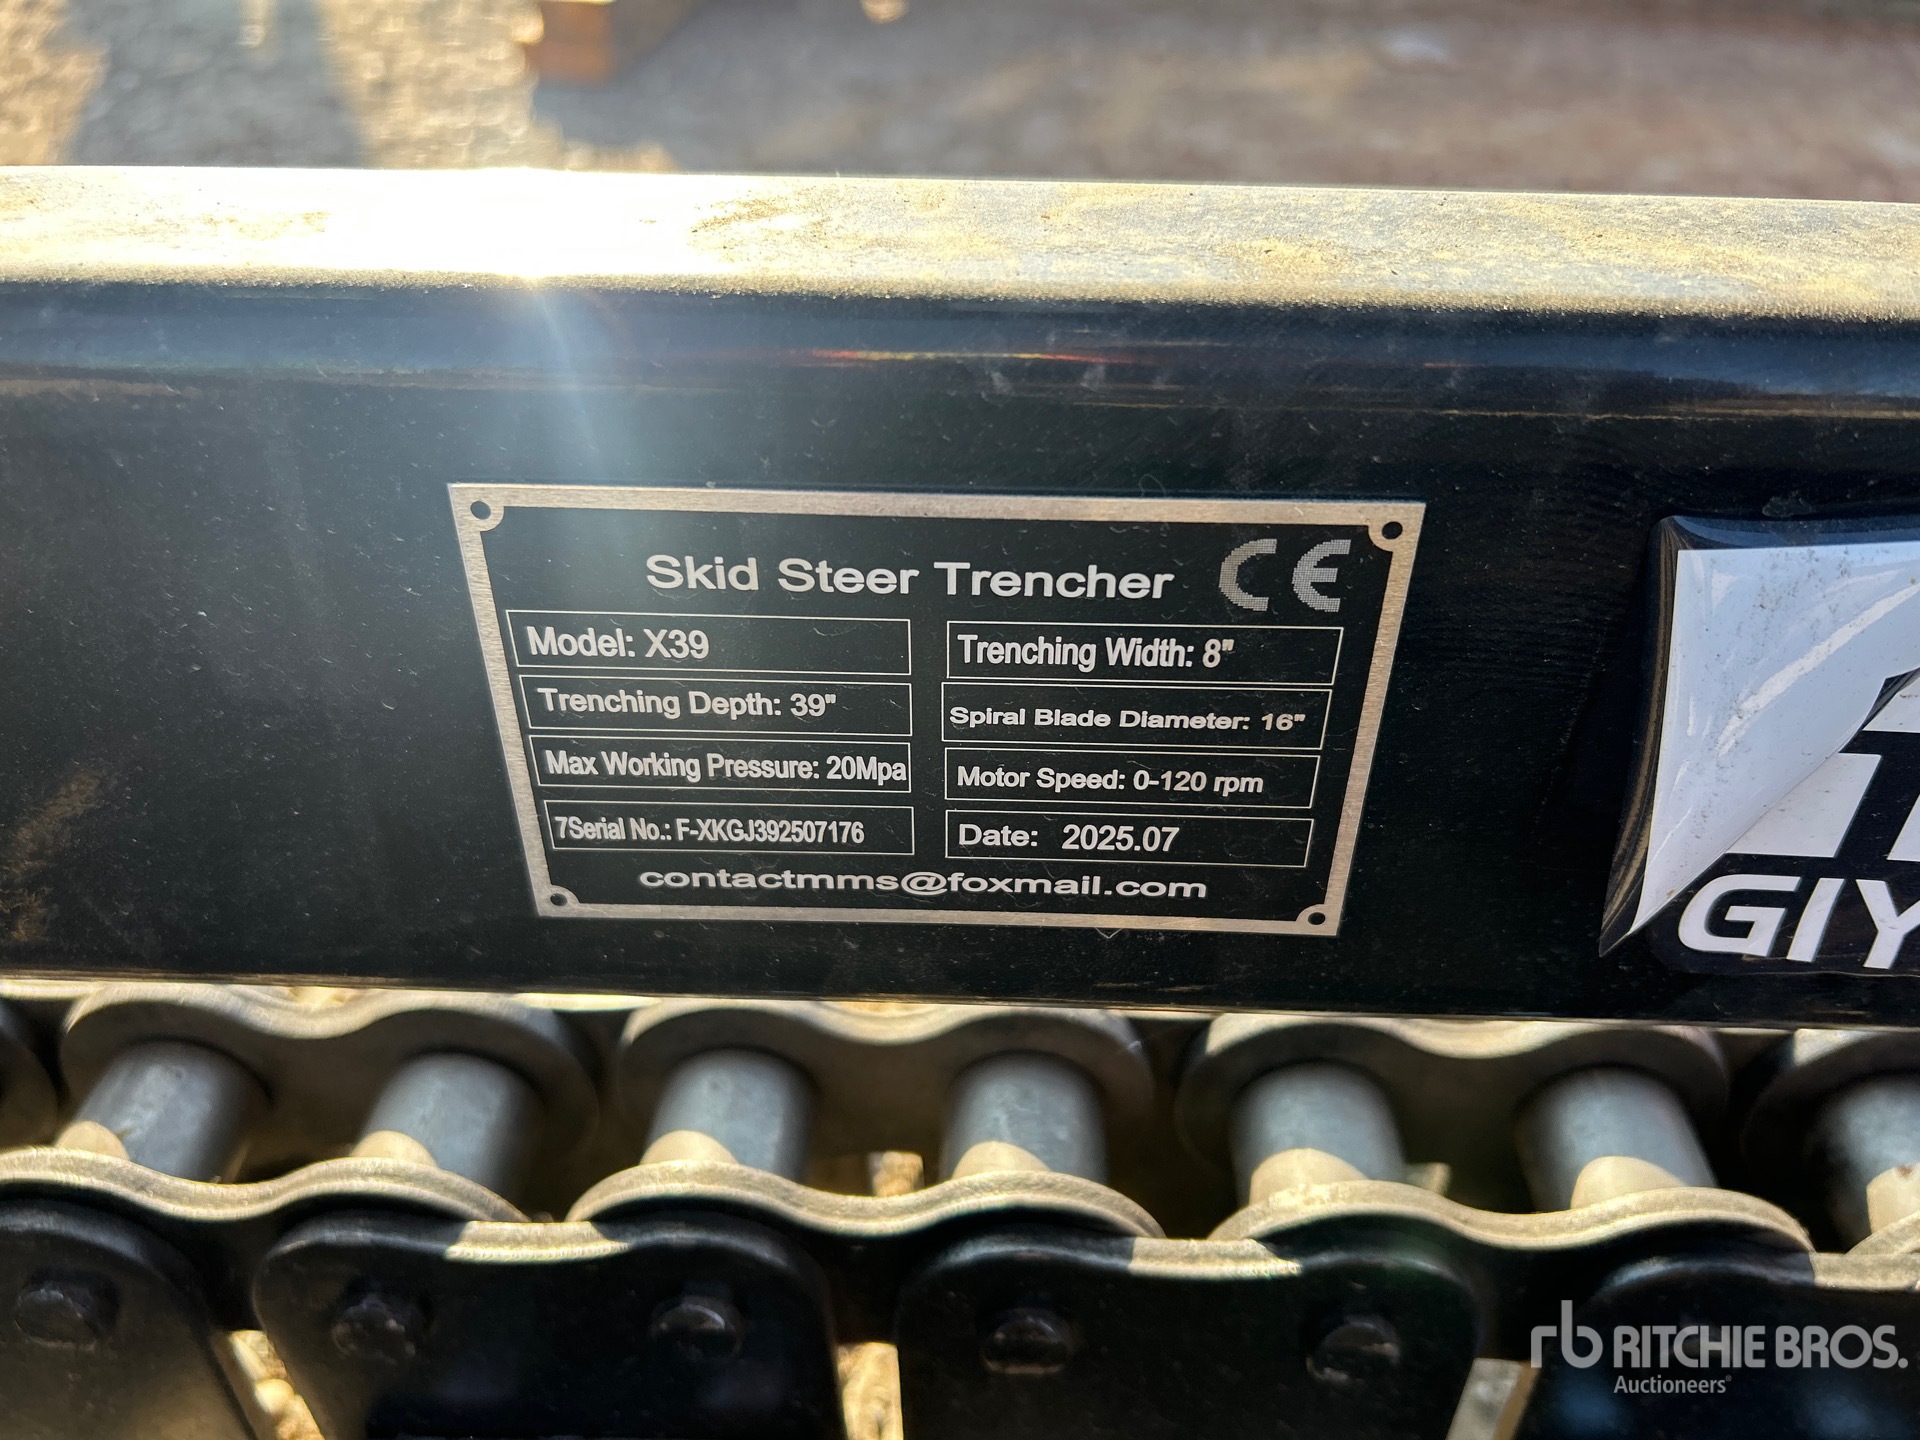 Skid Steer Trencher CE
Model: X39
Trenching Width: 8"
Trenching Depth: 39"
Spiral Blade Diameter: 16"
Max Working Pressure: 20Mpa
Motor Speed: 0-120 rpm
7Serial No.: F-XKGJ392507176
Date: 2025.07
contactmms@foxmail.com
GIY
rb RITCHIE BROS.
Auctioneers